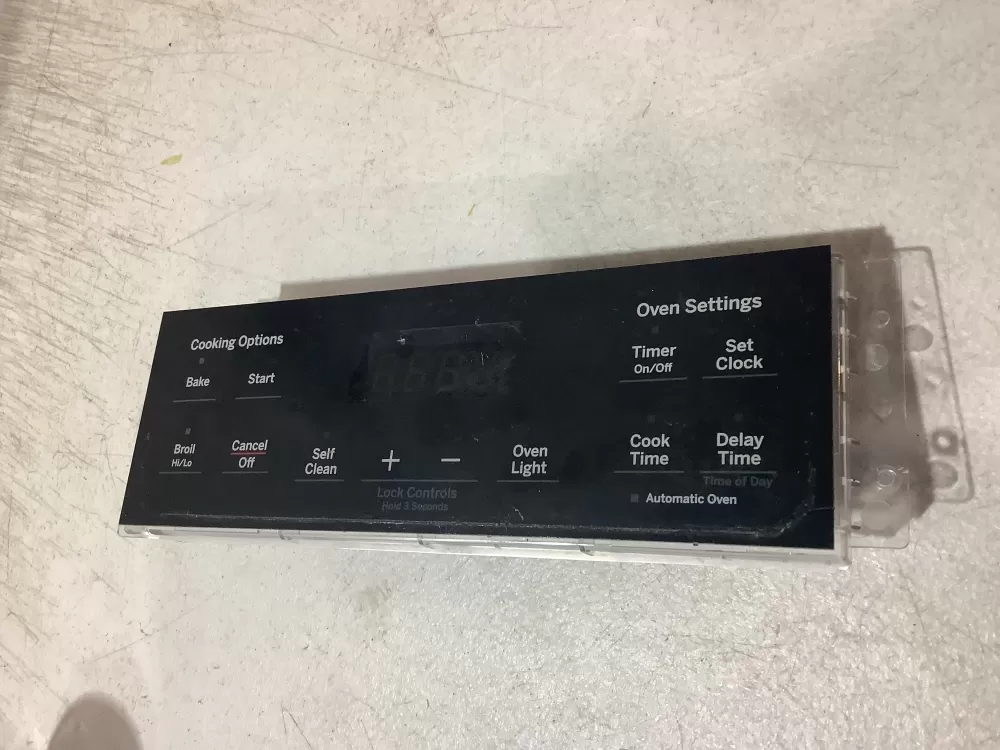 Cooking Options
Bake
Start
Broil
Hi/Lo
Cancel
Off
Self
Clean
+
−
Lock Controls
Hold 3 Seconds
Oven
Light
Oven Settings
Timer
On/Off
Set
Clock
Cook
Time
Delay
Time
Time of Day
Automatic Oven